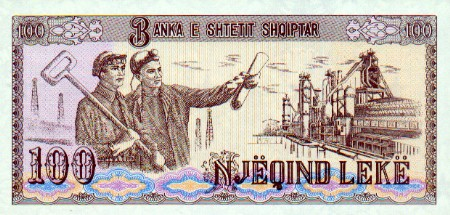 100 BANKA E SHTETIT SHQIPTAR 100
100 NJËQIND LEKË